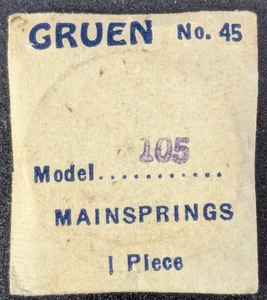 GRUEN No. 45
105
Model............
MAINSPRINGS
1 Piece